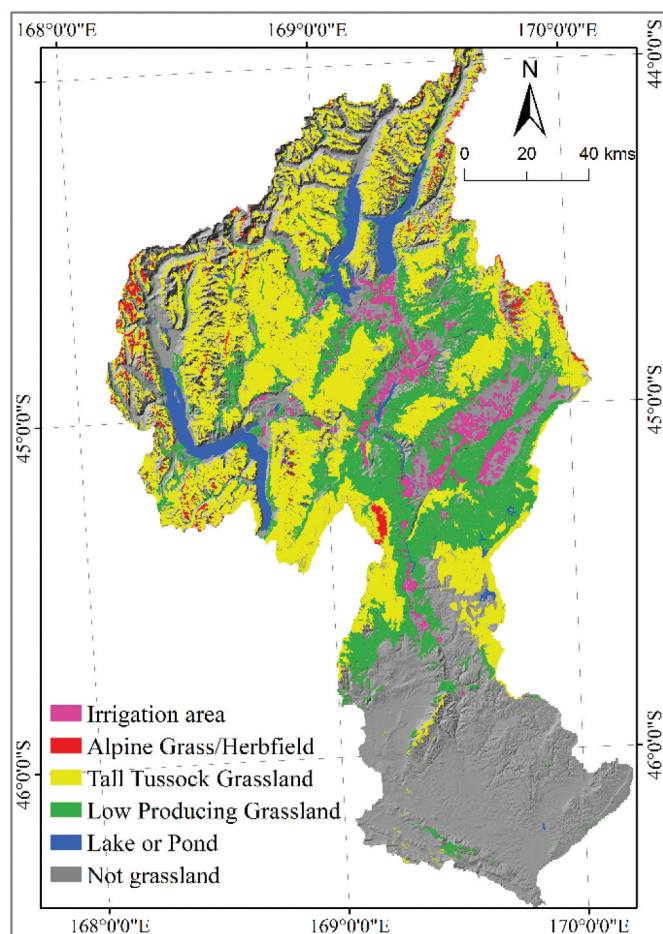 168°0'0"E 169°0'0"E 170°0'0"E
44°0'0"S
N
0 20 40 kms
45°0'0"S 45°0'0"S
Irrigation area
Alpine Grass/Herbfield
Tall Tussock Grassland
Low Producing Grassland
Lake or Pond
Not grassland
46°0'0"S 46°0'0"S
168°0'0"E 169°0'0"E 170°0'0"E